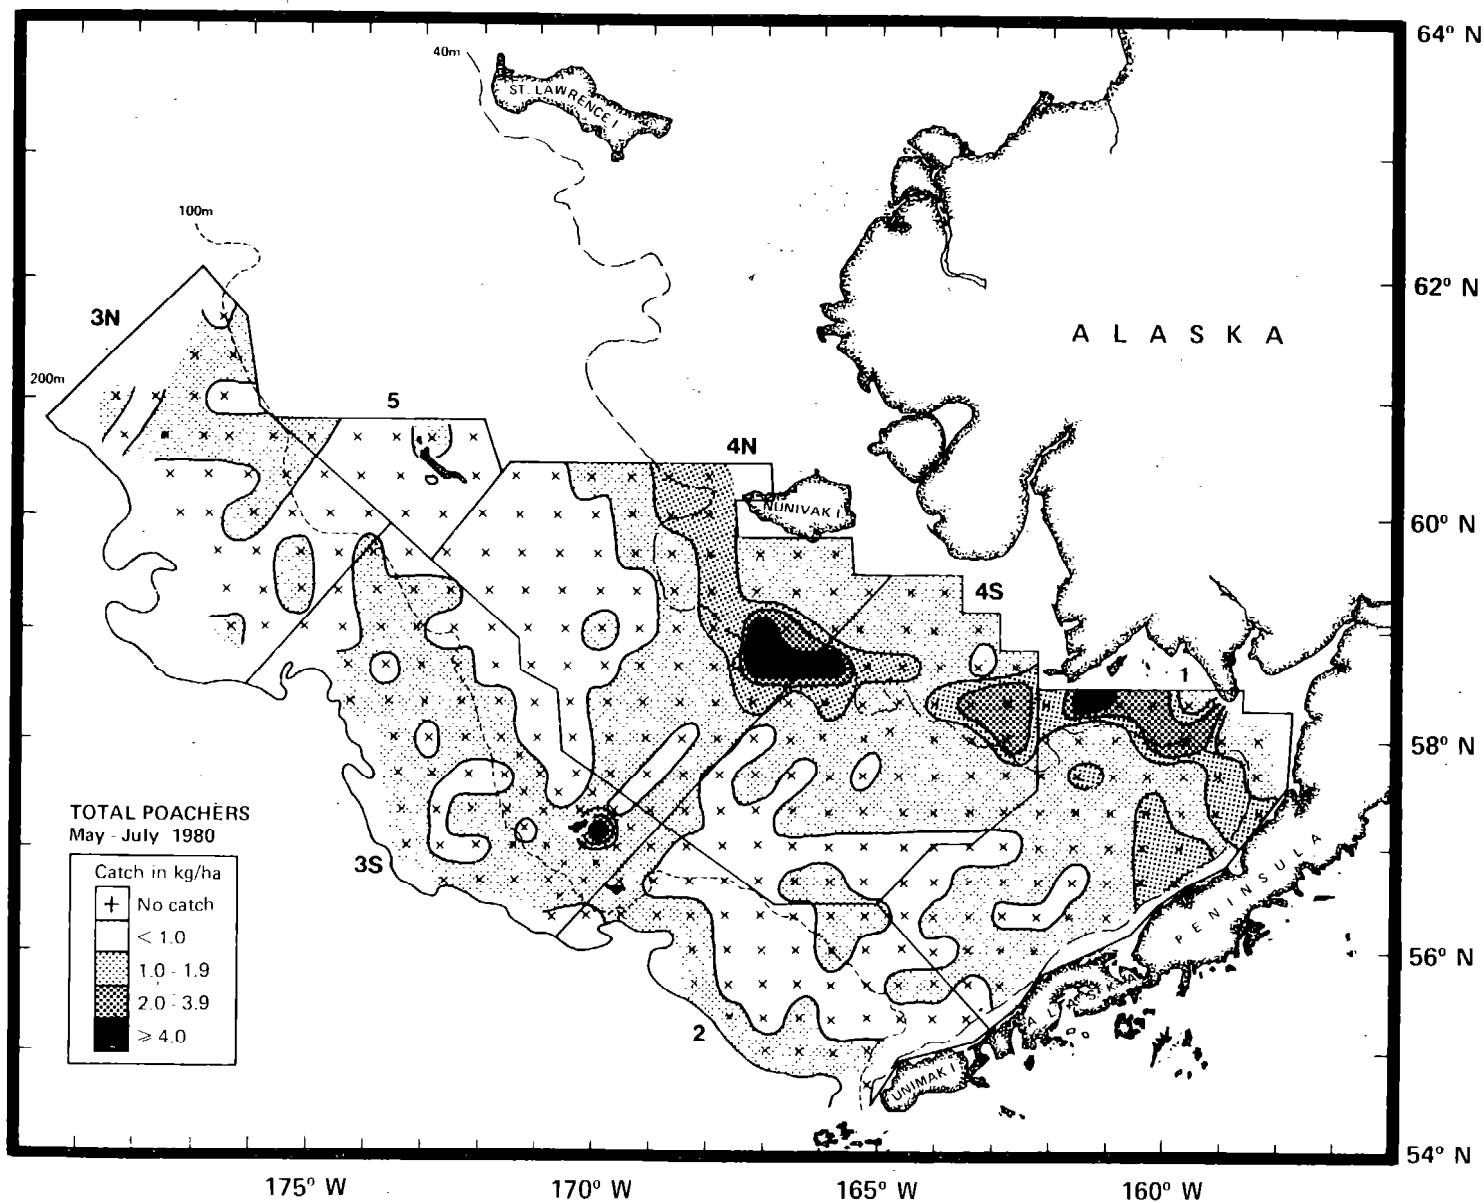 64° N
40m
ST. LAWRENCE I
100m
62° N
3N
ALASKA
200m
5
4N
NUNIVAK I
60° N
4S
1
58° N
TOTAL POACHERS
May - July 1980
Catch in kg/ha
+ No catch
< 1.0
1.0 - 1.9
2.0 - 3.9
≥ 4.0
3S
2
ALASKA
PENINSULA
56° N
UNIMAK I
54° N
175° W
170° W
165° W
160° W